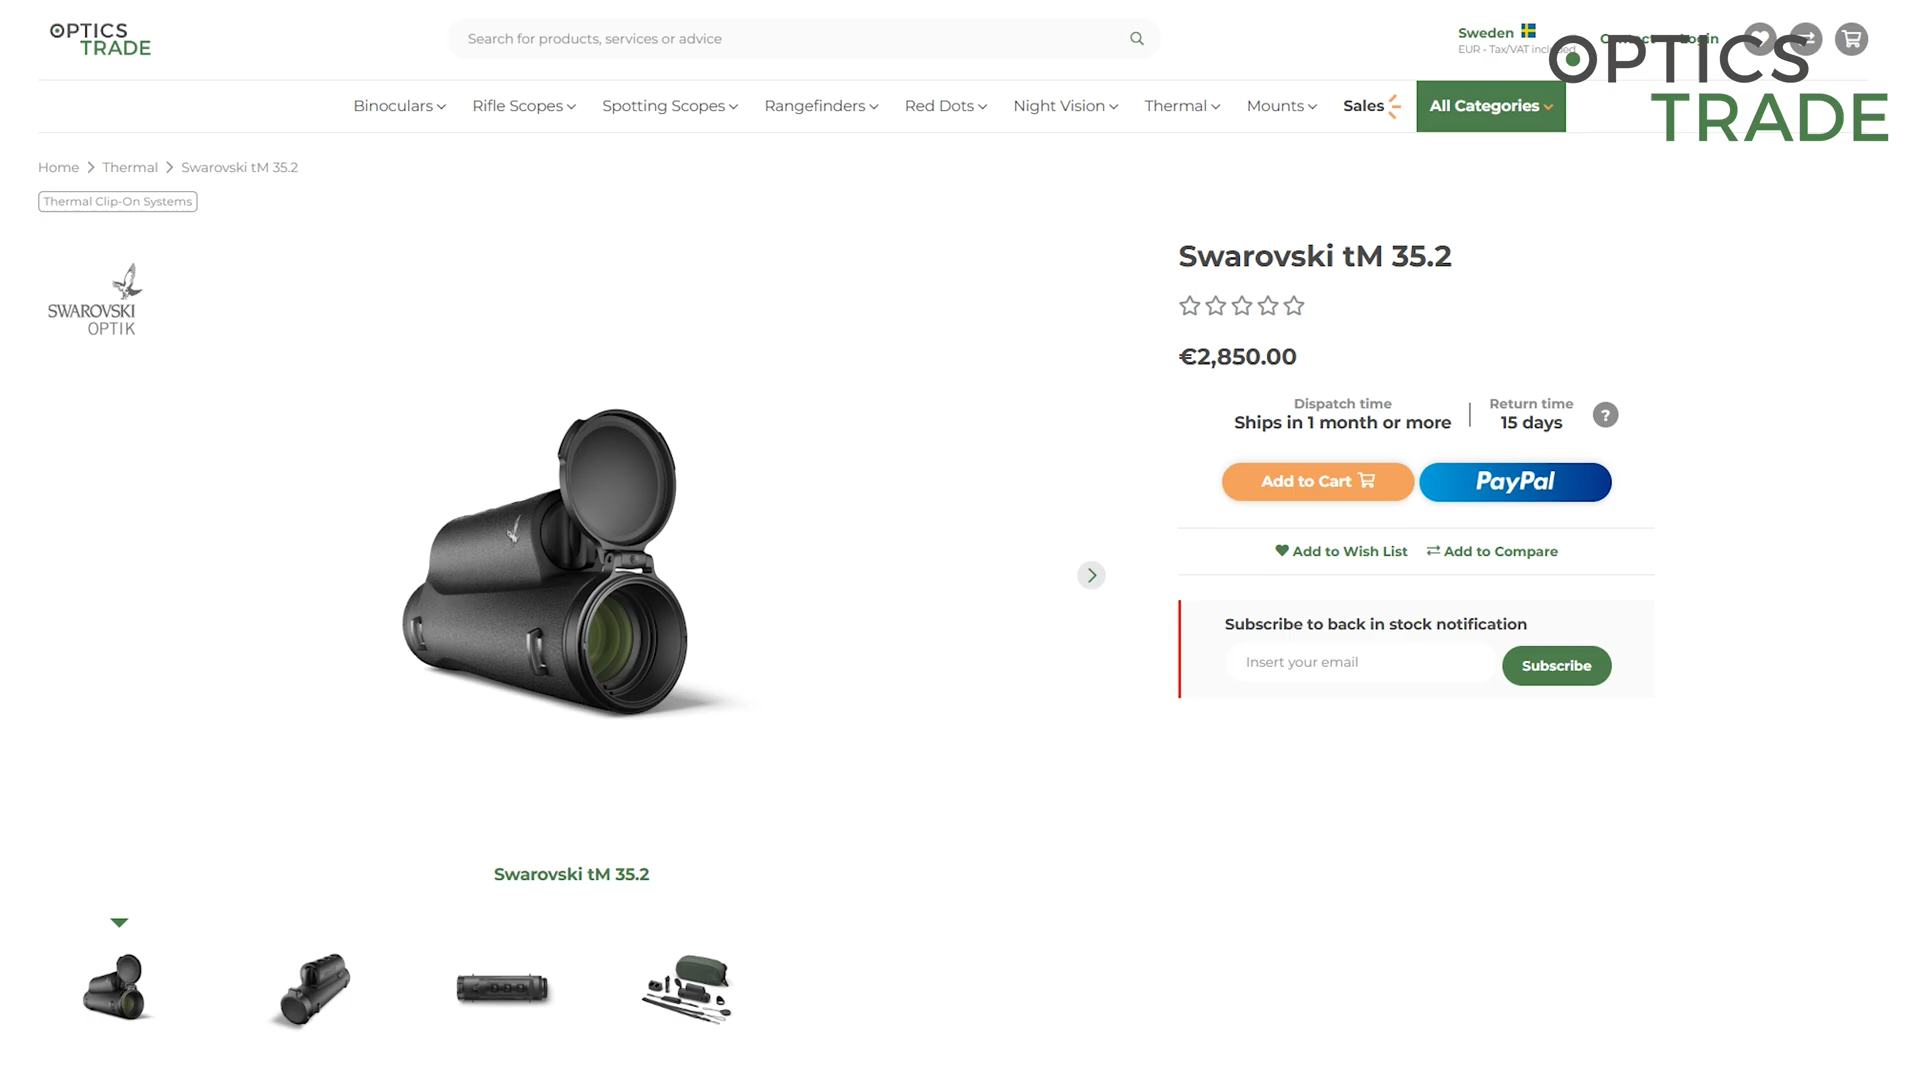 OPTICS
TRADE
Search for products, services or advice
Sweden
EUR - Tax/VAT included
Login
OPTICS
TRADE
Binoculars
Rifle Scopes
Spotting Scopes
Rangefinders
Red Dots
Night Vision
Thermal
Mounts
Sales
All Categories
Home
Thermal
Swarovski tM 35.2
Thermal Clip-On Systems
SWAROVSKI
OPTIK
Swarovski tM 35.2
€2,850.00
Dispatch time
Ships in 1 month or more
Return time
15 days
?
Add to Cart
PayPal
Add to Wish List
Add to Compare
Subscribe to back in stock notification
Insert your email
Subscribe
Swarovski tM 35.2